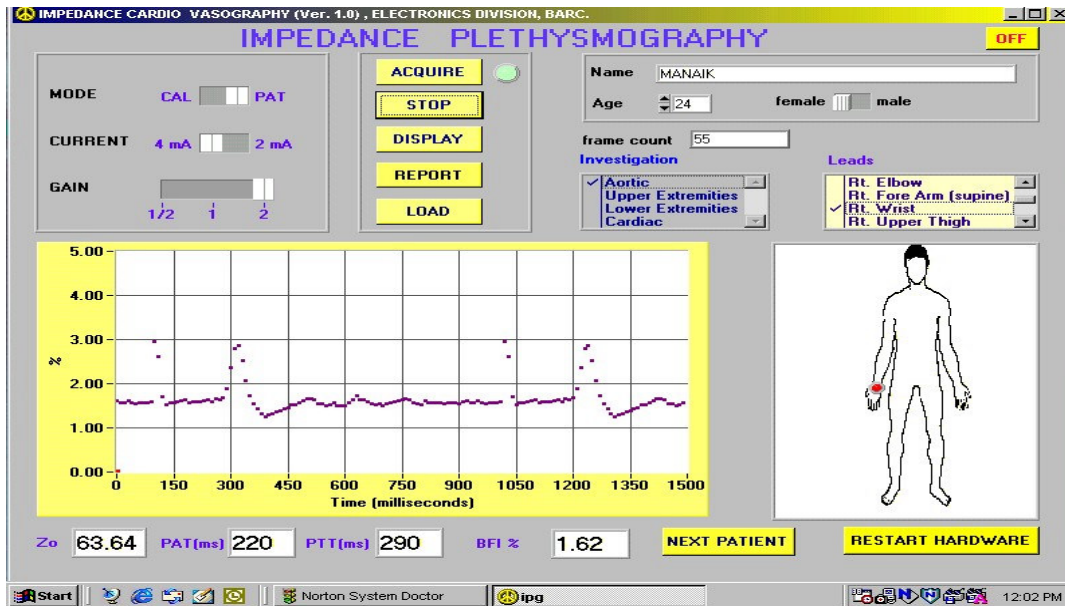 IMPEDANCE CARDIO VASOGRAPHY (Ver. 1.0) , ELECTRONICS DIVISION, BARC.
IMPEDANCE PLETHYSMOGRAPHY
OFF
MODE
CAL
PAT
CURRENT
4 mA
2 mA
GAIN
1/2
1
2
ACQUIRE
STOP
DISPLAY
REPORT
LOAD
Name
MANAIK
Age
24
female
male
frame count
55
Investigation
Aortic
Upper Extremities
Lower Extremities
Cardiac
Leads
Rt. Elbow
Rt. Fore Arm (supine)
Rt. Wrist
Rt. Upper Thigh
5.00
4.00
3.00
%
2.00
1.00
0.00
0 150 300 450 600 750 900 1050 1200 1350 1500
Time (milliseconds)
Zo 63.64
PAT(ms) 220
PTT(ms) 290
BFI % 1.62
NEXT PATIENT
RESTART HARDWARE
Start
Norton System Doctor
ipg
12:02 PM